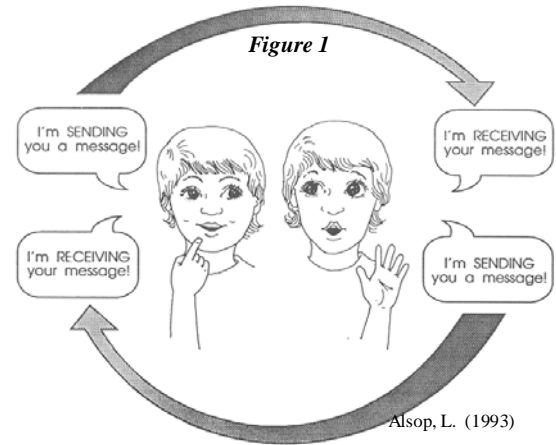 Figure 1
I'm SENDING
you a message!
I'm RECEIVING
your message!
I'm RECEIVING
your message!
I'm SENDING
you a message!
Alsop, L. (1993)